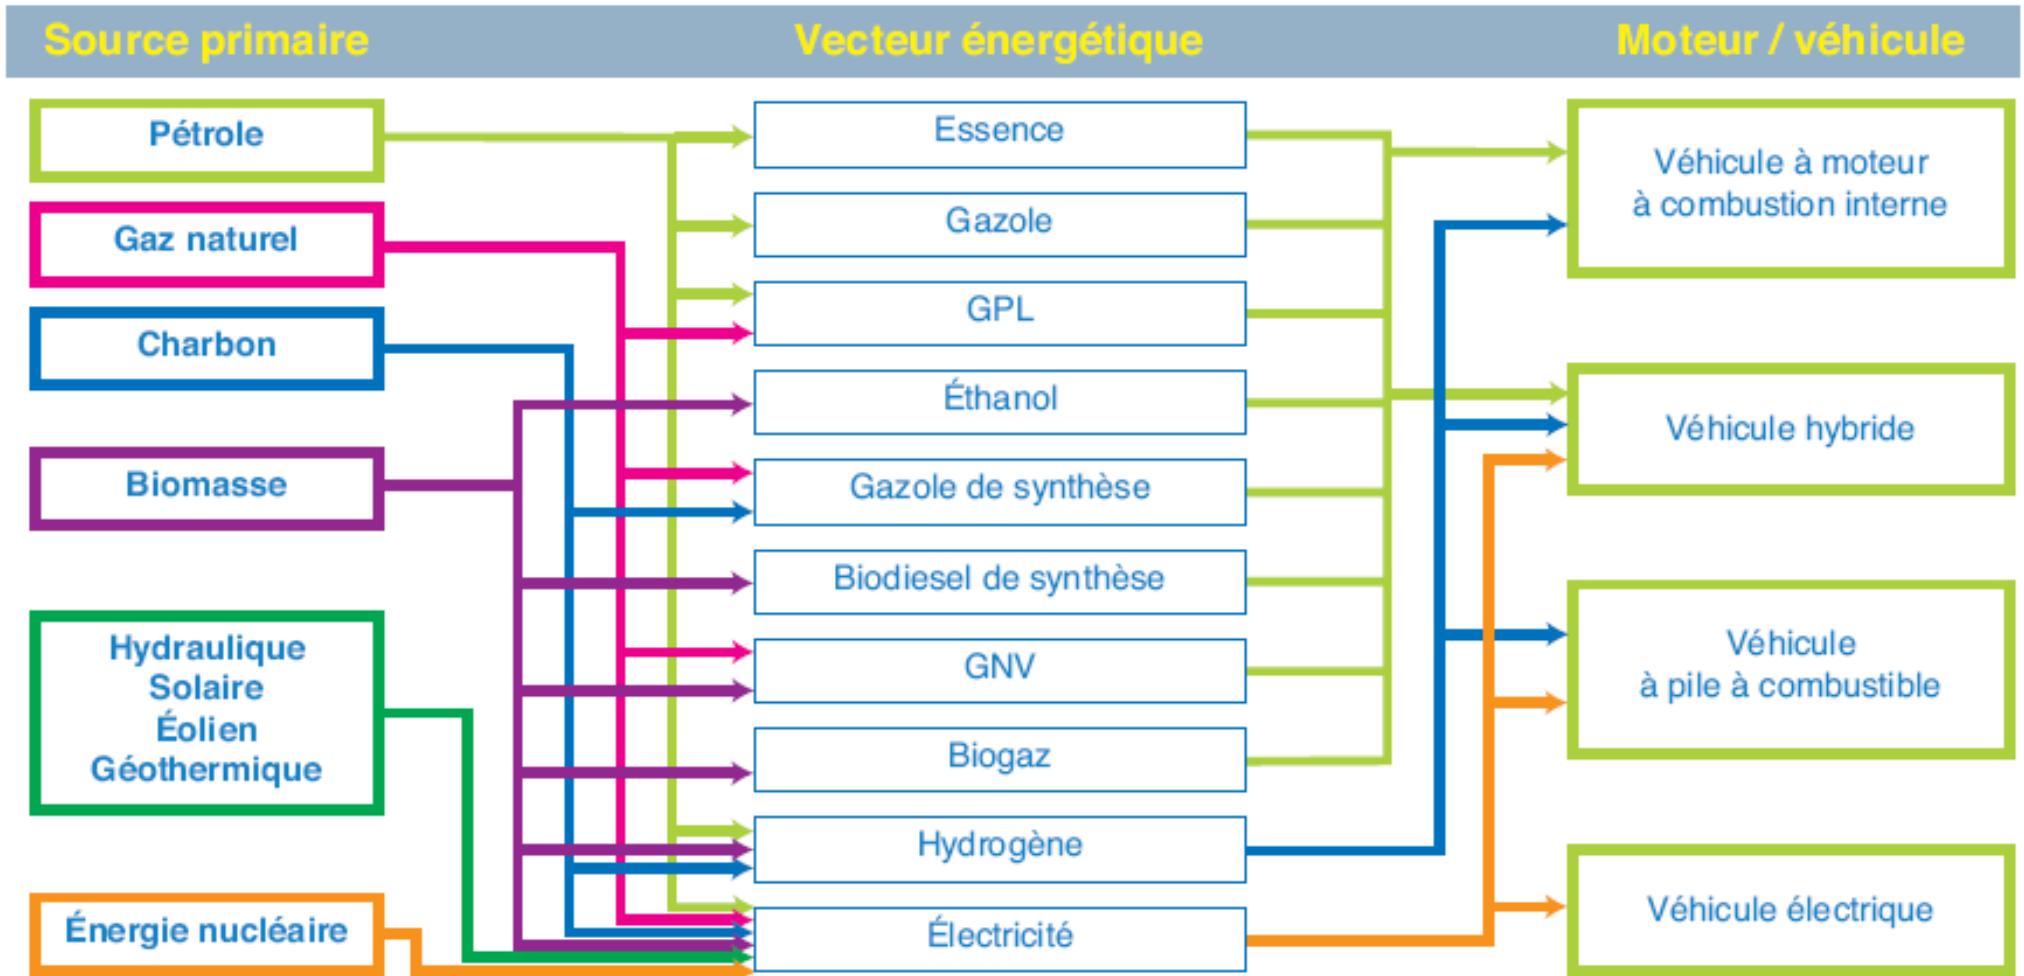 Source primaire
Vecteur énergétique
Moteur / véhicule
Pétrole
Gaz naturel
Charbon
Biomasse
Hydraulique
Solaire
Éolien
Géothermique
Énergie nucléaire
Essence
Gazole
GPL
Éthanol
Gazole de synthèse
Biodiesel de synthèse
GNV
Biogaz
Hydrogène
Électricité
Véhicule à moteur
à combustion interne
Véhicule hybride
Véhicule
à pile à combustible
Véhicule électrique